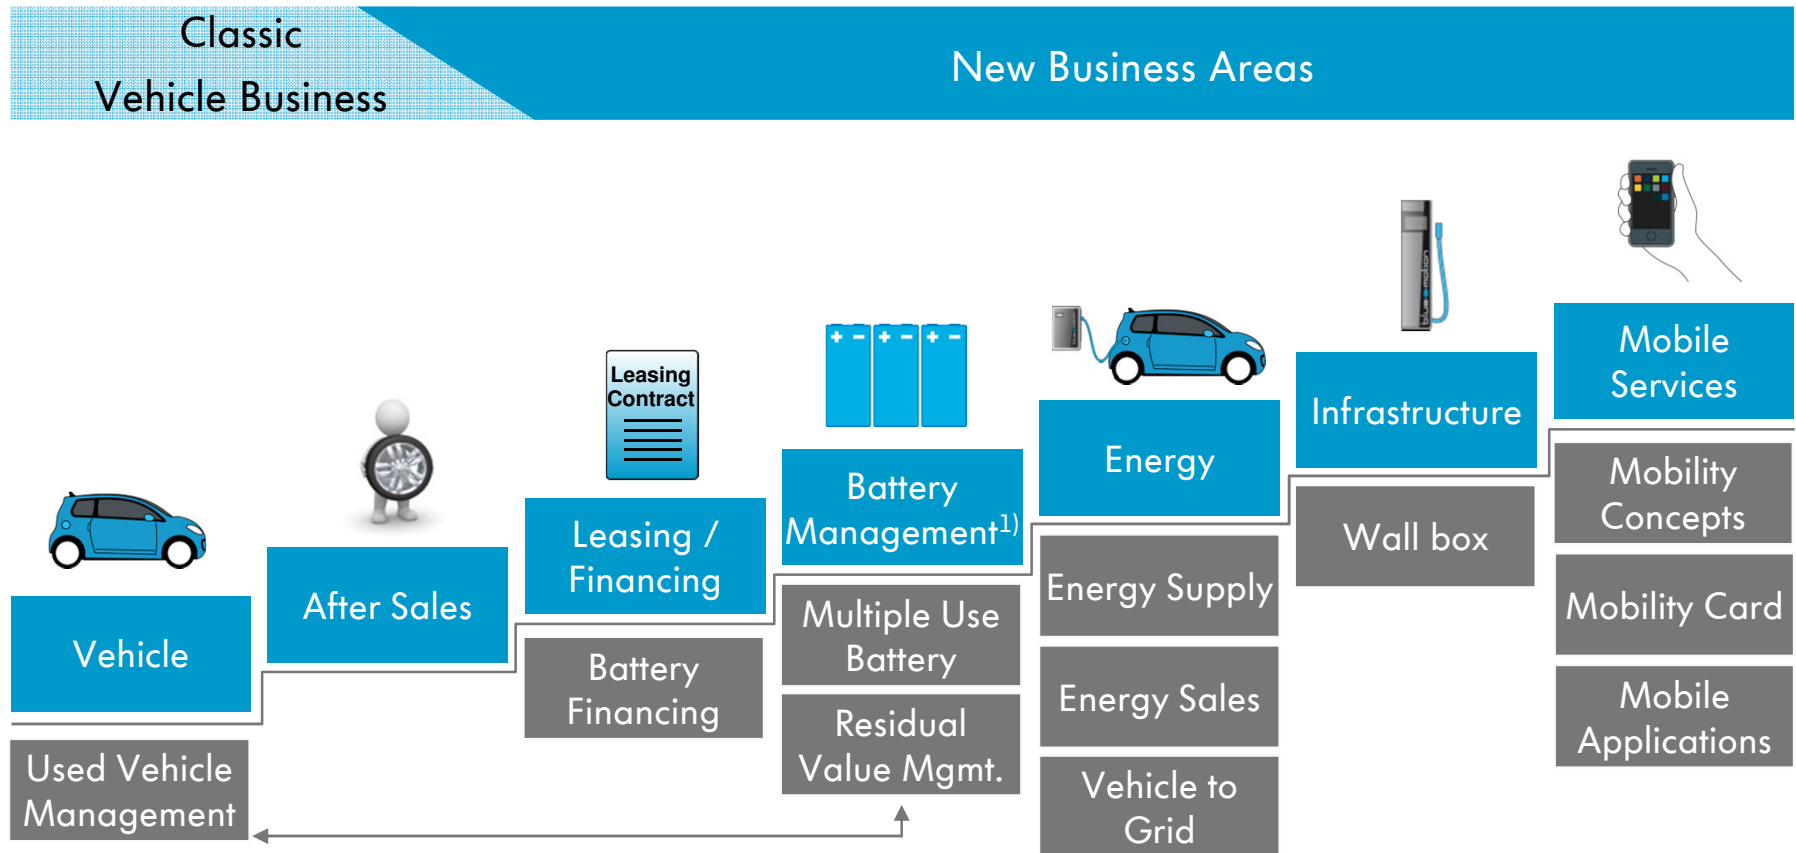 Classic
Vehicle Business
New Business Areas
Leasing
Contract
+ - + - + -
blue-e-motion
Mobile
Services
Infrastructure
Energy
Battery
Management1)
Leasing /
Financing
After Sales
Vehicle
Used Vehicle
Management
Battery
Financing
Multiple Use
Battery
Residual
Value Mgmt.
Energy Supply
Energy Sales
Vehicle to
Grid
Wall box
Mobility
Concepts
Mobility Card
Mobile
Applications